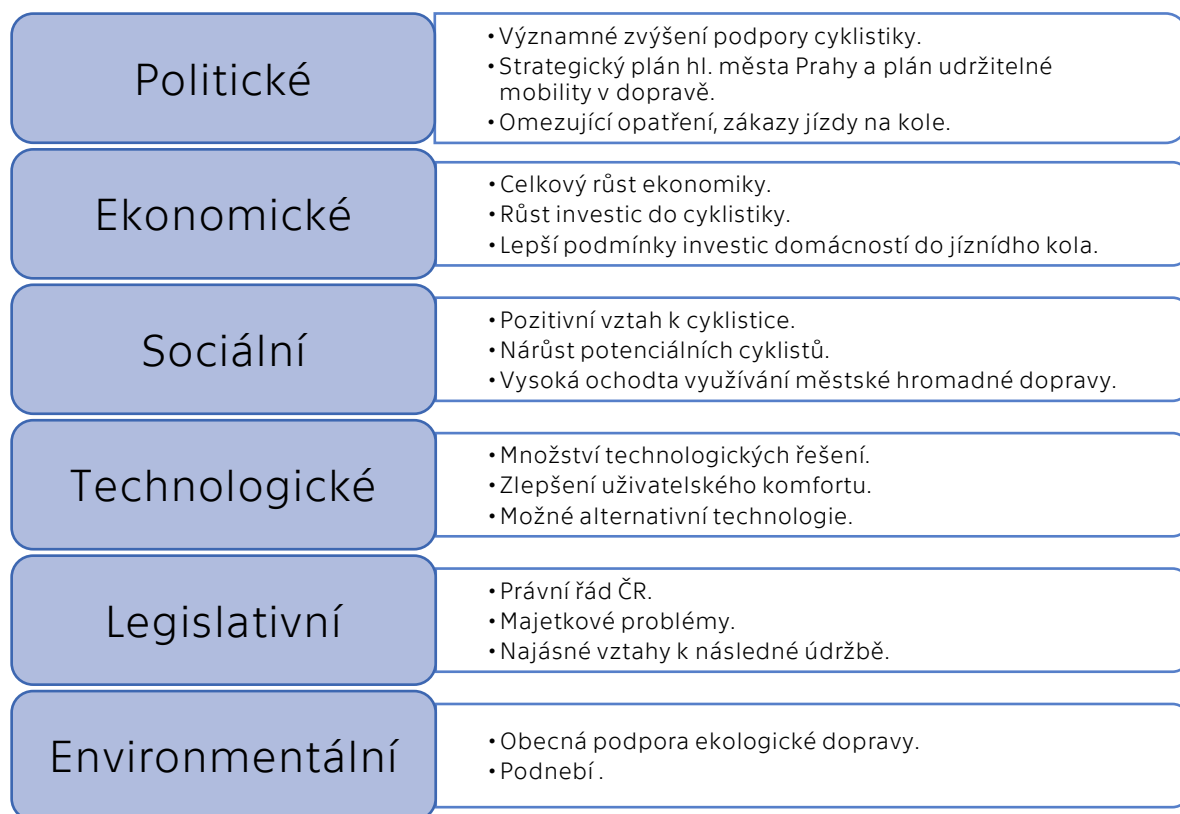 Politické
•Významné zvýšení podpory cyklistiky.
•Strategický plán hl. města Prahy a plán udržitelné
mobility v dopravě.
•Omezující opatření, zákazy jízdy na kole.
Ekonomické
•Celkový růst ekonomiky.
•Růst investic do cyklistiky.
•Lepší podmínky investic domácností do jíznídho kola.
Sociální
•Pozitivní vztah k cyklistice.
•Nárůst potenciálních cyklistů.
•Vysoká ochodta využívání městské hromadné dopravy.
Technologické
•Množství technologických řešení.
•Zlepšení uživatelského komfortu.
•Možné alternativní technologie.
Legislativní
•Právní řád ČR.
•Majetkové problémy.
•Najásné vztahy k následné údržbě.
Environmentální
•Obecná podpora ekologické dopravy.
•Podnebí .